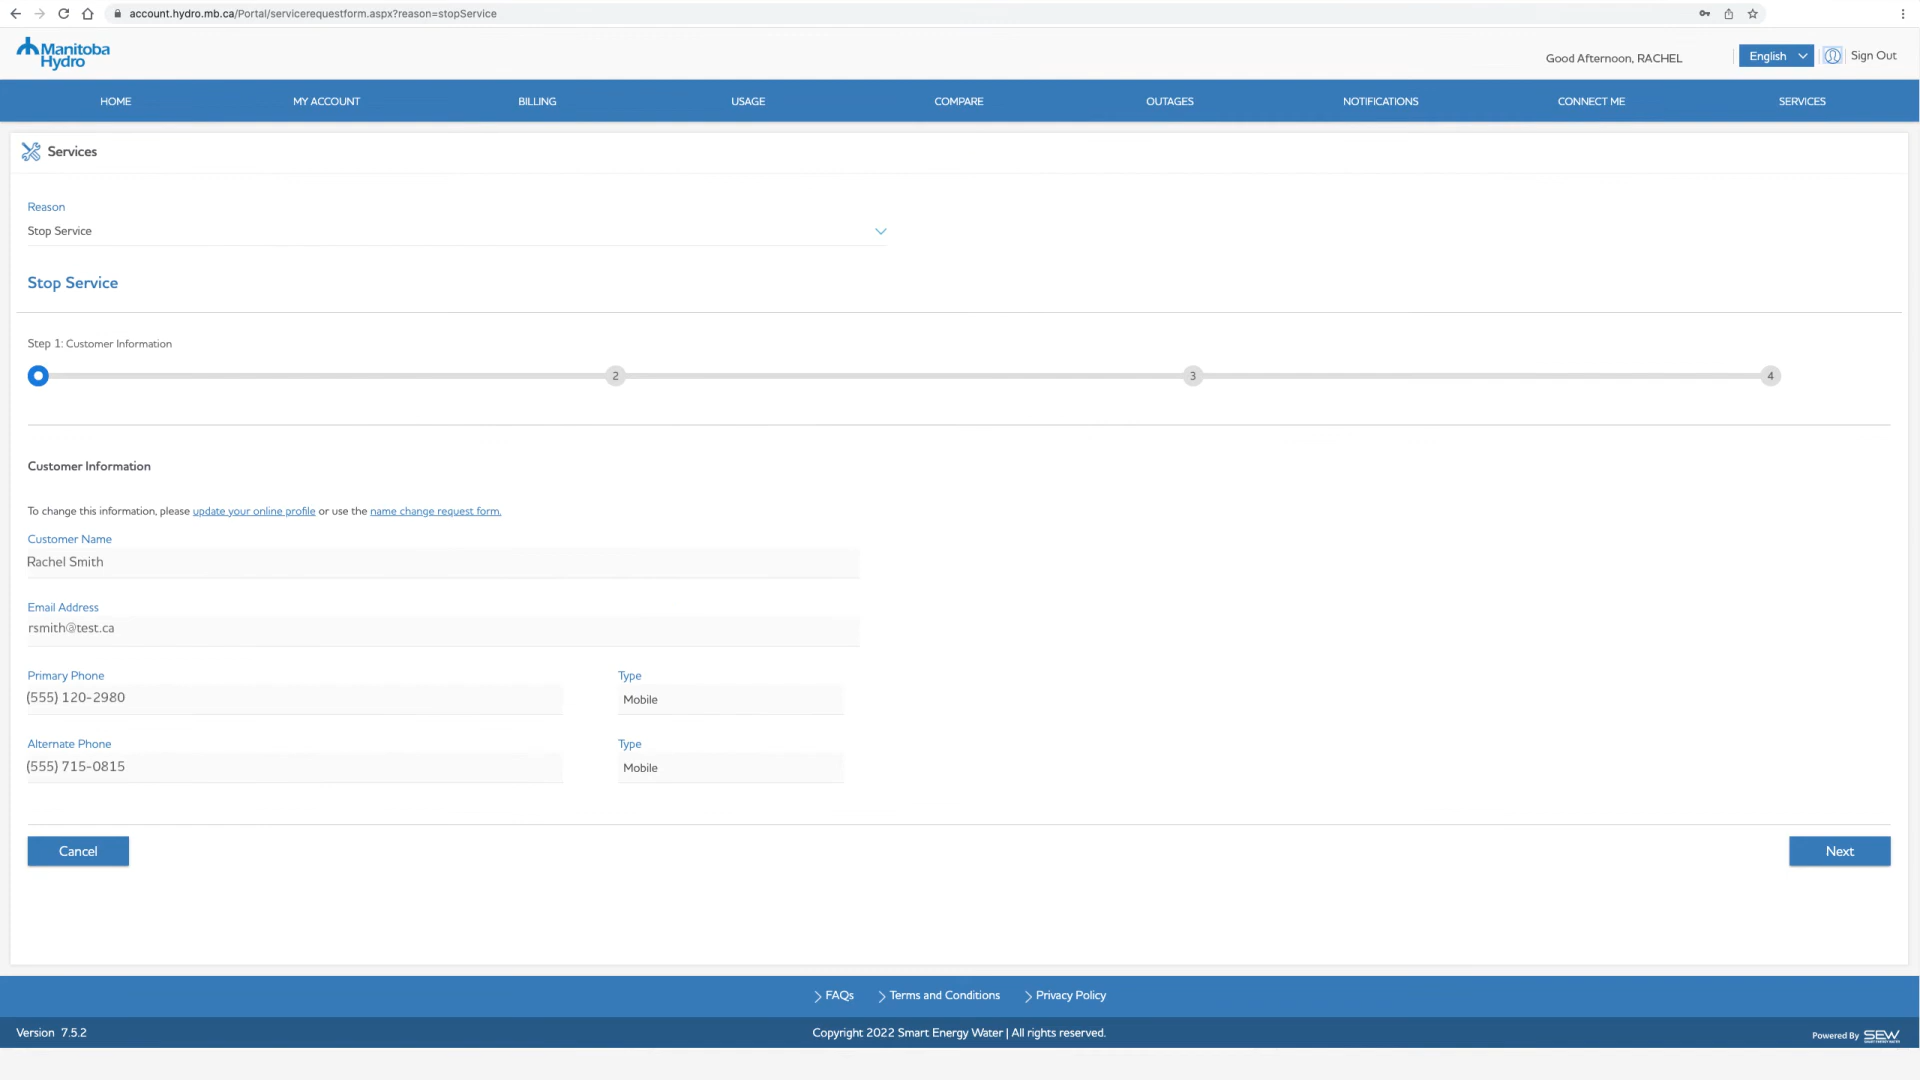 account.hydro.mb.ca/Portal/servicerequestform.aspx?reason=stopService
Manitoba
Hydro
Good Afternoon, RACHEL
English
Sign Out
HOME
MY ACCOUNT
BILLING
USAGE
COMPARE
OUTAGES
NOTIFICATIONS
CONNECT ME
SERVICES
Services
Reason
Stop Service
Stop Service
Step 1: Customer Information
2
3
4
Customer Information
To change this information, please update your online profile or use the name change request form.
Customer Name
Rachel Smith
Email Address
rsmith@test.ca
Primary Phone
Type
(555) 120-2980
Mobile
Alternate Phone
Type
(555) 715-0815
Mobile
Cancel
Next
FAQs
Terms and Conditions
Privacy Policy
Version 7.5.2
Copyright 2022 Smart Energy Water | All rights reserved.
Powered By SEW
SMART ENERGY WATER